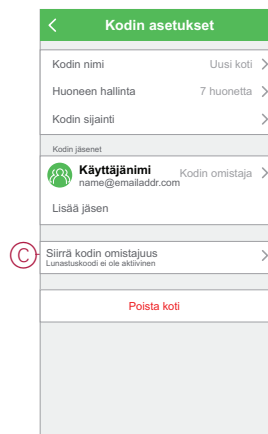 Kodin asetukset
Kodin nimi Uusi koti
Huoneen hallinta 7 huonetta
Kodin sijainti
Kodin jäsenet
Käyttäjänimi Kodin omistaja
name@emailaddr.com
Lisää jäsen
C Siirrä kodin omistajuus
Lunastuskoodi ei ole aktiivinen
Poista koti